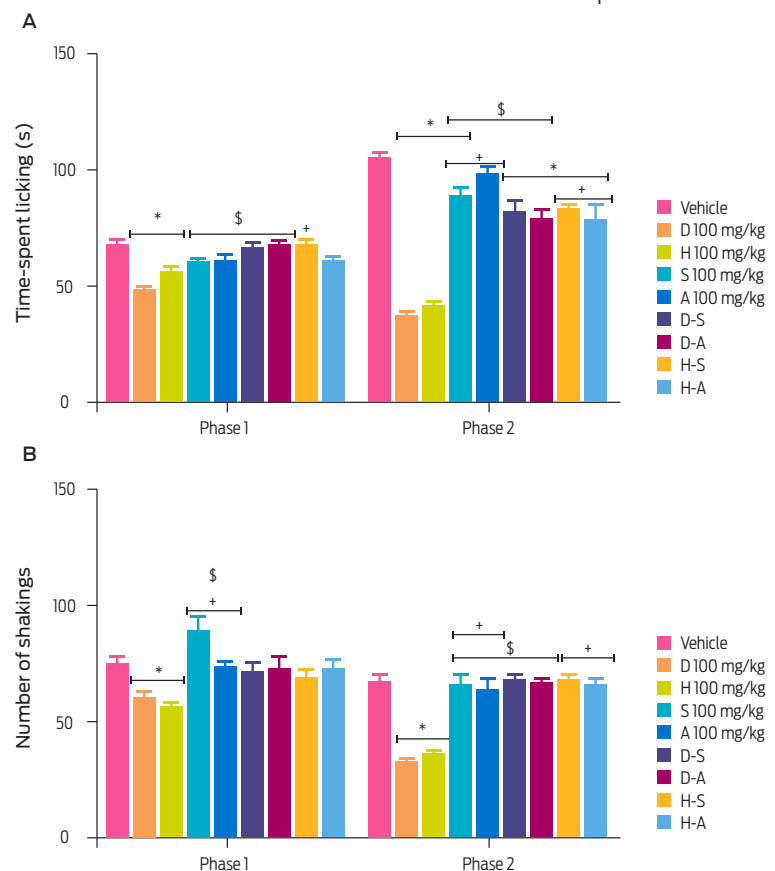 A
Time-spent licking (s)
150
100
50
0
*
$
+
*
$
+
*
+
Phase 1
Phase 2
Vehicle
D 100 mg/kg
H 100 mg/kg
S 100 mg/kg
A 100 mg/kg
D-S
D-A
H-S
H-A
B
Number of shakings
150
100
50
0
*
$
+
*
+
$
+
Phase 1
Phase 2
Vehicle
D 100 mg/kg
H 100 mg/kg
S 100 mg/kg
A 100 mg/kg
D-S
D-A
H-S
H-A